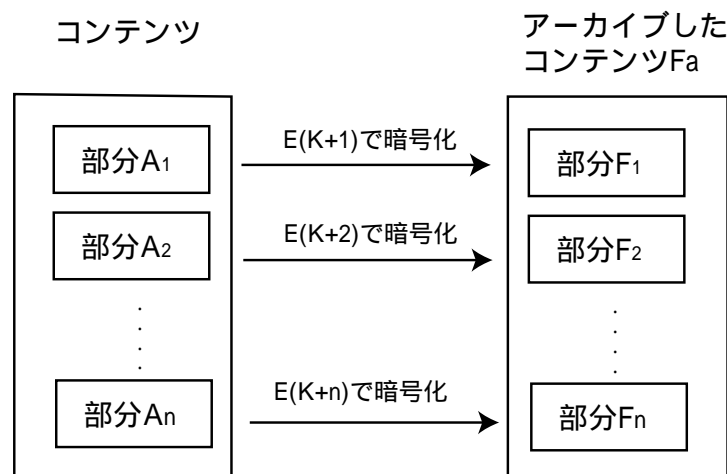 コンテンツ
アーカイブした
コンテンツFa
部分A1
E(K+1)で暗号化
部分F1
部分A2
E(K+2)で暗号化
部分F2
部分An
E(K+n)で暗号化
部分Fn